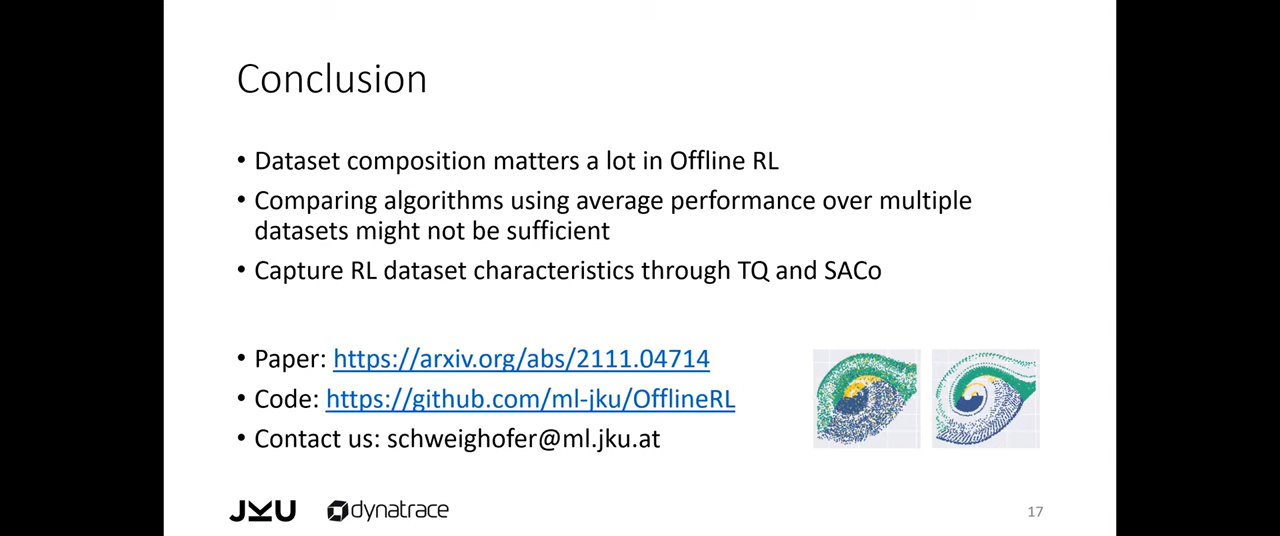 Conclusion
• Dataset composition matters a lot in Offline RL
• Comparing algorithms using average performance over multiple
datasets might not be sufficient
• Capture RL dataset characteristics through TQ and SACo
• Paper: https://arxiv.org/abs/2111.04714
• Code: https://github.com/ml-jku/OfflineRL
• Contact us: schweighofer@ml.jku.at
JKU dynatrace
17